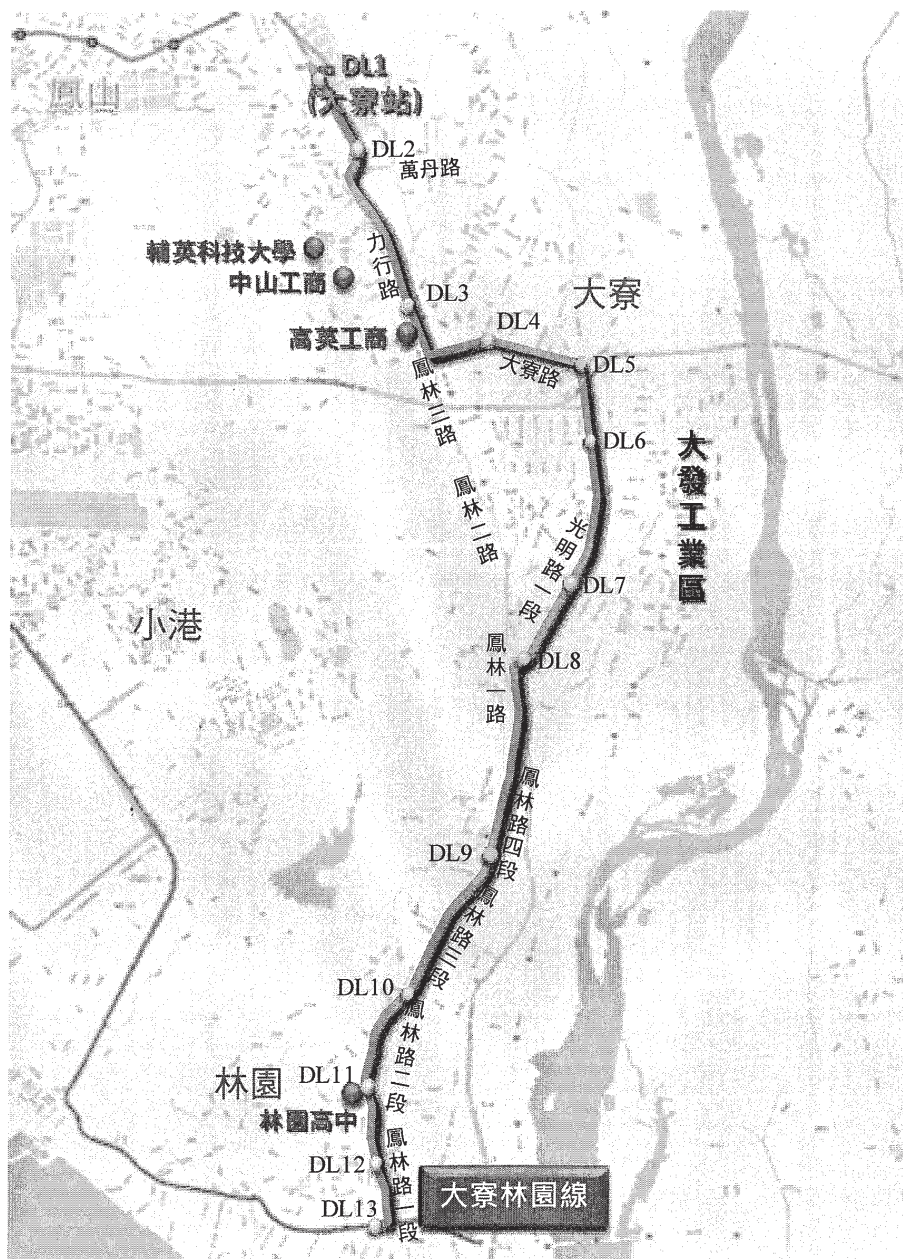 DL1
(大寮站)
鳳山
DL2
萬丹路
力行路
輔英科技大學
中山工商
DL3
大寮
高英工商
DL4
大寮路
DL5
鳳林三路
DL6
大發工業區
鳳林二路
光明路一段
DL7
小港
鳳林一路
DL8
鳳林路四段
DL9
鳳林路三段
DL10
鳳林路二段
林園
DL11
林園高中
鳳林路一段
DL12
大寮林園線
DL13